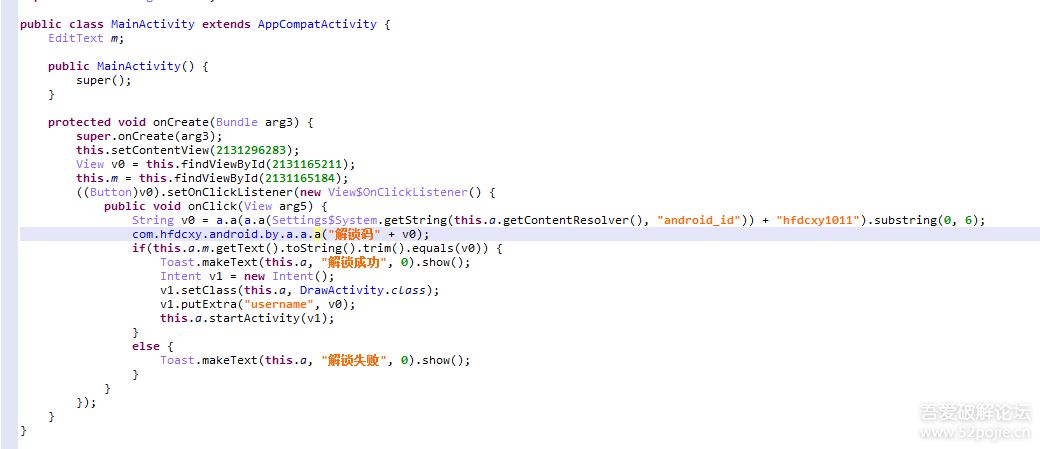 public class MainActivity extends AppCompatActivity {
    EditText m;

    public MainActivity() {
        super();
    }

    protected void onCreate(Bundle arg3) {
        super.onCreate(arg3);
        this.setContentView(2131296283);
        View v0 = this.findViewById(2131165211);
        this.m = this.findViewById(2131165184);
        ((Button)v0).setOnClickListener(new View$OnClickListener() {
            public void onClick(View arg5) {
                String v0 = a.a(a.a(Settings$System.getString(this.a.getContentResolver(), "android_id")) + "hfdcxy1011").substring(0, 6);
                com.hfdcxy.android.by.a.a.a("解锁码" + v0);
                if(this.a.m.getText().toString().trim().equals(v0)) {
                    Toast.makeText(this.a, "解锁成功", 0).show();
                    Intent v1 = new Intent();
                    v1.setClass(this.a, DrawActivity.class);
                    v1.putExtra("username", v0);
                    this.a.startActivity(v1);
                }
                else {
                    Toast.makeText(this.a, "解锁失败", 0).show();
                }
            }
        });
    }
}
吾爱破解论坛
www.52pojie.cn